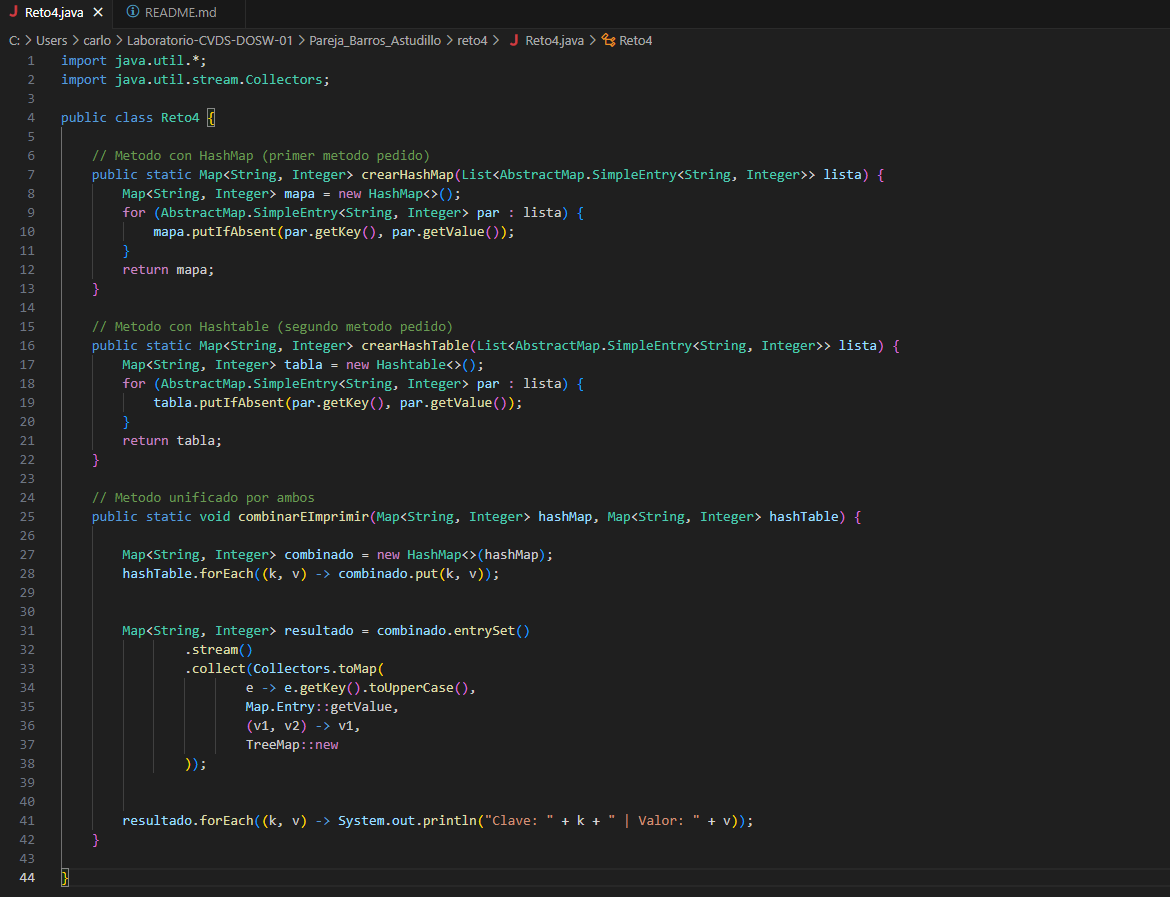 J Reto4.java × ⓘ README.md
C: > Users > carlo > Laboratorio-CVDS-DOSW-01 > Pareja_Barros_Astudillo > reto4 > J Reto4.java > Reto4
1 import java.util.*;
2 import java.util.stream.Collectors;
3
4 public class Reto4 {
5
6     // Metodo con HashMap (primer metodo pedido)
7     public static Map<String, Integer> crearHashMap(List<AbstractMap.SimpleEntry<String, Integer>> lista) {
8         Map<String, Integer> mapa = new HashMap<>();
9         for (AbstractMap.SimpleEntry<String, Integer> par : lista) {
10             mapa.putIfAbsent(par.getKey(), par.getValue());
11         }
12         return mapa;
13     }
14
15     // Metodo con Hashtable (segundo metodo pedido)
16     public static Map<String, Integer> crearHashTable(List<AbstractMap.SimpleEntry<String, Integer>> lista) {
17         Map<String, Integer> tabla = new Hashtable<>();
18         for (AbstractMap.SimpleEntry<String, Integer> par : lista) {
19             tabla.putIfAbsent(par.getKey(), par.getValue());
20         }
21         return tabla;
22     }
23
24     // Metodo unificado por ambos
25     public static void combinarEImprimir(Map<String, Integer> hashMap, Map<String, Integer> hashTable) {
26
27         Map<String, Integer> combinado = new HashMap<>(hashMap);
28         hashTable.forEach((k, v) -> combinado.put(k, v));
29
30
31         Map<String, Integer> resultado = combinado.entrySet()
32                 .stream()
33                 .collect(Collectors.toMap(
34                         e -> e.getKey().toUpperCase(),
35                         Map.Entry::getValue,
36                         (v1, v2) -> v1,
37                         TreeMap::new
38                 ));
39
40
41         resultado.forEach((k, v) -> System.out.println("Clave: " + k + " | Valor: " + v));
42     }
43
44 }